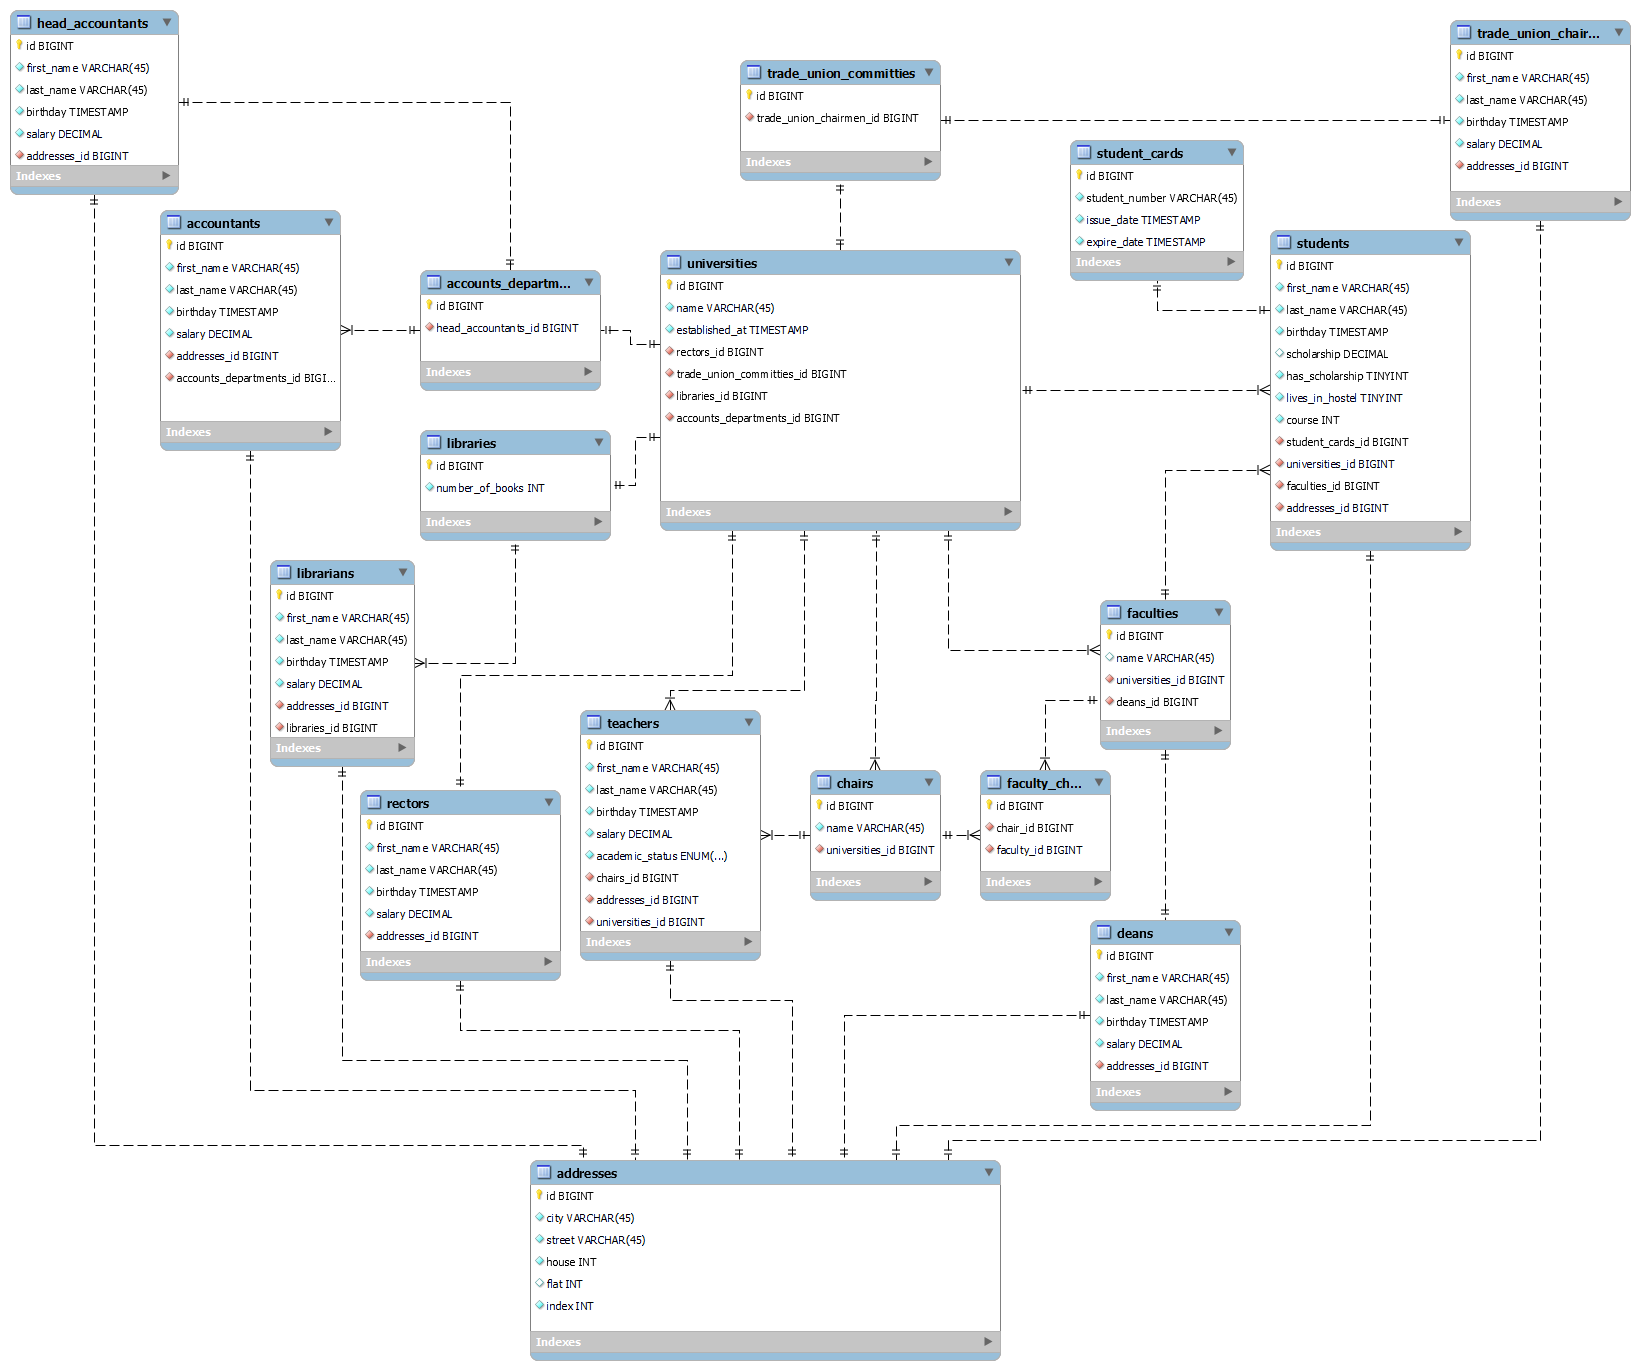 head_accountants
id BIGINT
first_name VARCHAR(45)
last_name VARCHAR(45)
birthday TIMESTAMP
salary DECIMAL
addresses_id BIGINT
Indexes
trade_union_chair...
id BIGINT
first_name VARCHAR(45)
last_name VARCHAR(45)
birthday TIMESTAMP
salary DECIMAL
addresses_id BIGINT
Indexes
trade_union_committies
id BIGINT
trade_union_chairmen_id BIGINT
Indexes
student_cards
id BIGINT
student_number VARCHAR(45)
issue_date TIMESTAMP
expire_date TIMESTAMP
Indexes
accountants
id BIGINT
first_name VARCHAR(45)
last_name VARCHAR(45)
birthday TIMESTAMP
salary DECIMAL
addresses_id BIGINT
accounts_departments_id BIGI...
Indexes
accounts_departm...
id BIGINT
head_accountants_id BIGINT
Indexes
universities
id BIGINT
name VARCHAR(45)
established_at TIMESTAMP
rectors_id BIGINT
trade_union_committies_id BIGINT
libraries_id BIGINT
accounts_departments_id BIGINT
Indexes
students
id BIGINT
first_name VARCHAR(45)
last_name VARCHAR(45)
birthday TIMESTAMP
scholarship DECIMAL
has_scholarship TINYINT
lives_in_hostel TINYINT
course INT
student_cards_id BIGINT
universities_id BIGINT
faculties_id BIGINT
addresses_id BIGINT
Indexes
libraries
id BIGINT
number_of_books INT
Indexes
librarians
id BIGINT
first_name VARCHAR(45)
last_name VARCHAR(45)
birthday TIMESTAMP
salary DECIMAL
addresses_id BIGINT
libraries_id BIGINT
Indexes
faculties
id BIGINT
name VARCHAR(45)
universities_id BIGINT
deans_id BIGINT
Indexes
rectors
id BIGINT
first_name VARCHAR(45)
last_name VARCHAR(45)
birthday TIMESTAMP
salary DECIMAL
addresses_id BIGINT
Indexes
teachers
id BIGINT
first_name VARCHAR(45)
last_name VARCHAR(45)
birthday TIMESTAMP
salary DECIMAL
academic_status ENUM(...)
chairs_id BIGINT
addresses_id BIGINT
universities_id BIGINT
Indexes
chairs
id BIGINT
name VARCHAR(45)
universities_id BIGINT
Indexes
faculty_ch...
id BIGINT
chair_id BIGINT
faculty_id BIGINT
Indexes
deans
id BIGINT
first_name VARCHAR(45)
last_name VARCHAR(45)
birthday TIMESTAMP
salary DECIMAL
addresses_id BIGINT
Indexes
addresses
id BIGINT
city VARCHAR(45)
street VARCHAR(45)
house INT
flat INT
index INT
Indexes